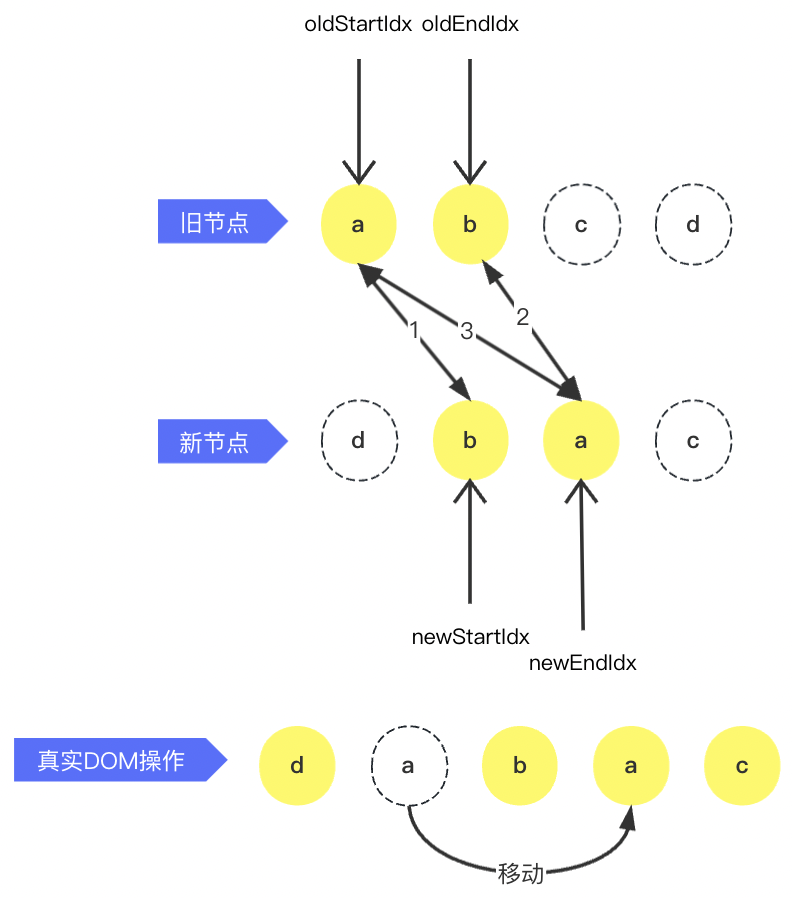 oldStartIdx oldEndIdx
旧节点 a b c d
1 3 2
新节点 d b a c
newStartIdx
newEndIdx
真实DOM操作 d a b a c
移动